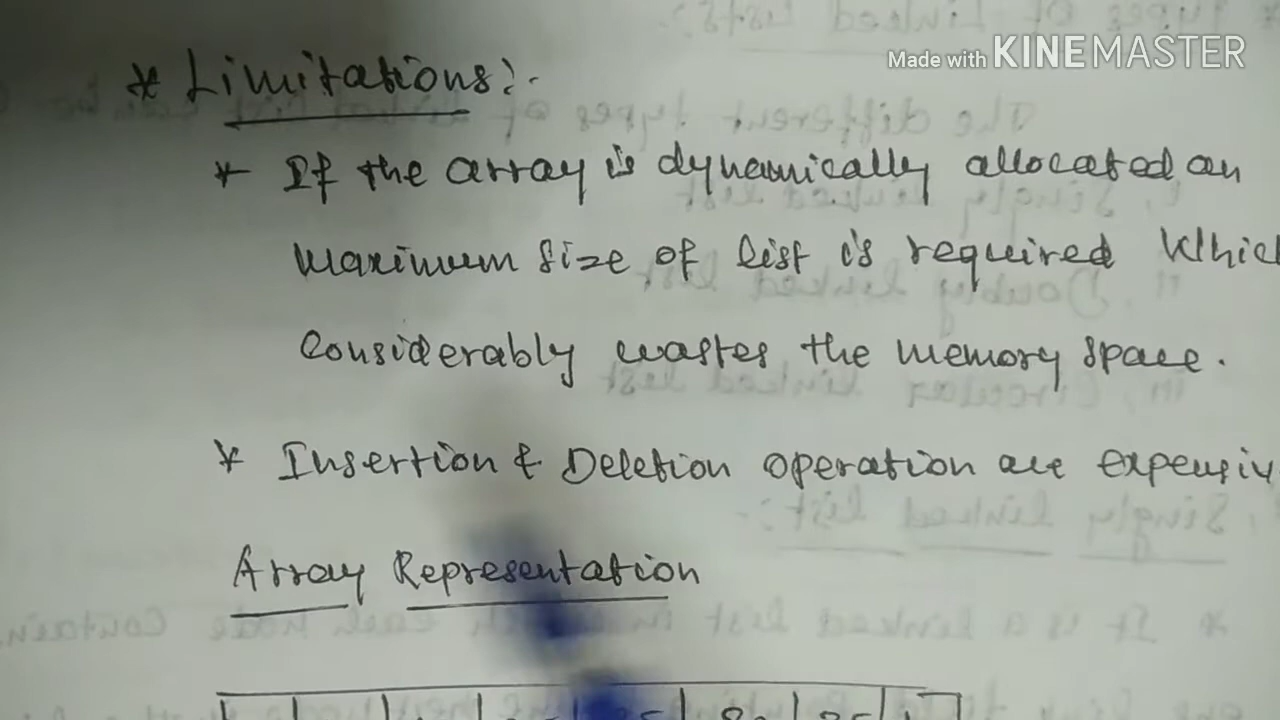 Made with KINEMASTER
* Limitations:-
* If the array is dynamically allocated an
maximum size of list is required Which
Considerably wastes the memory space.
* Insertion & Deletion operation are expensiv
Array Representation